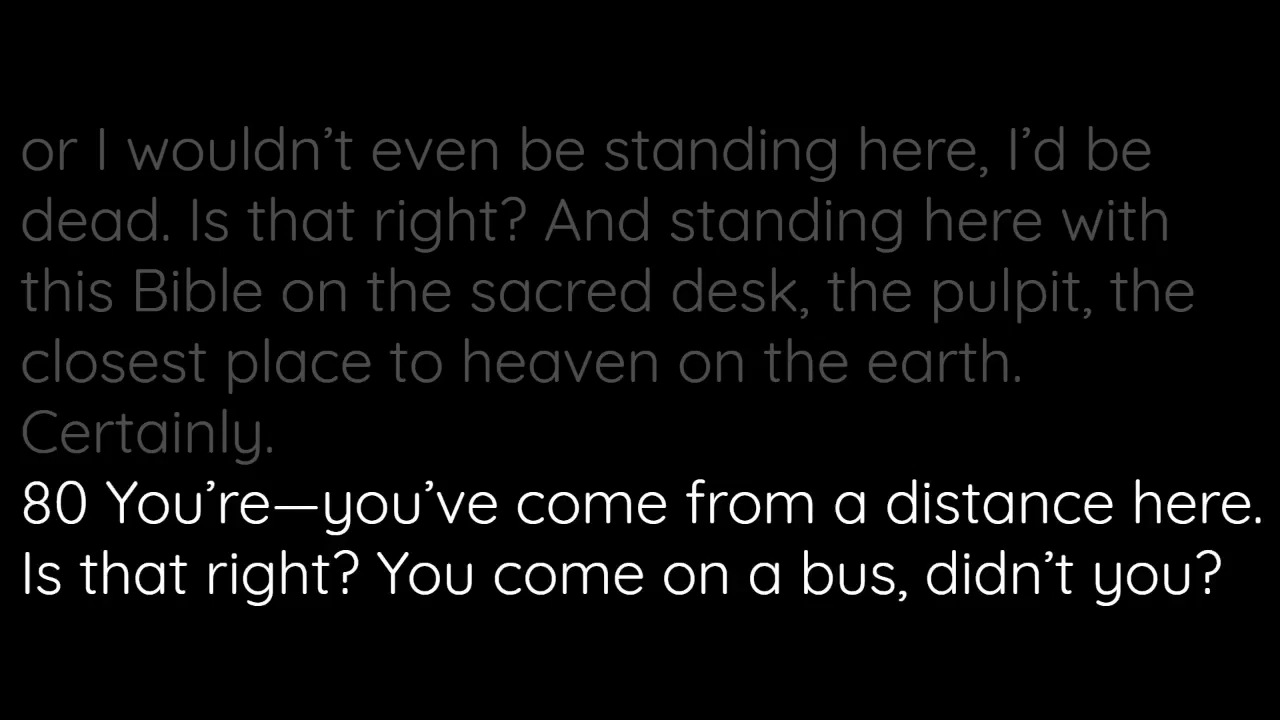 or I wouldn’t even be standing here, I’d be
dead. Is that right? And standing here with
this Bible on the sacred desk, the pulpit, the
closest place to heaven on the earth.
Certainly.
80 You’re—you’ve come from a distance here.
Is that right? You come on a bus, didn’t you?